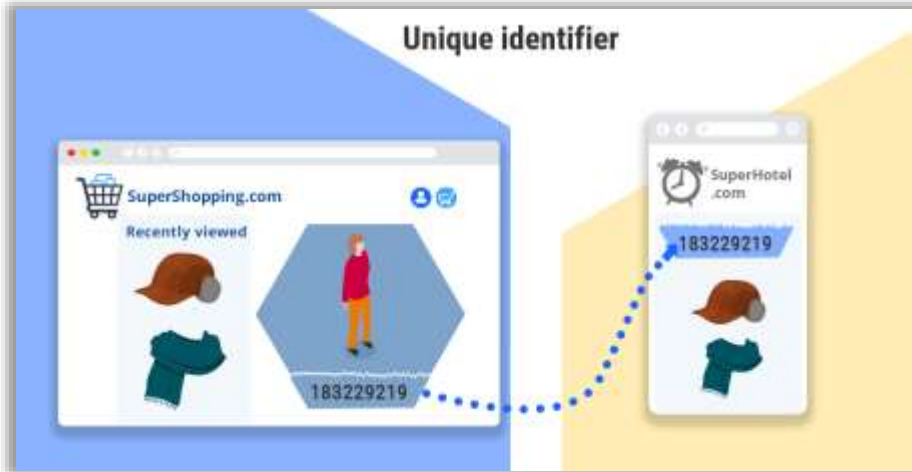 Unique identifier
SuperShopping.com
Recently viewed
183229219
SuperHotel
.com
183229219